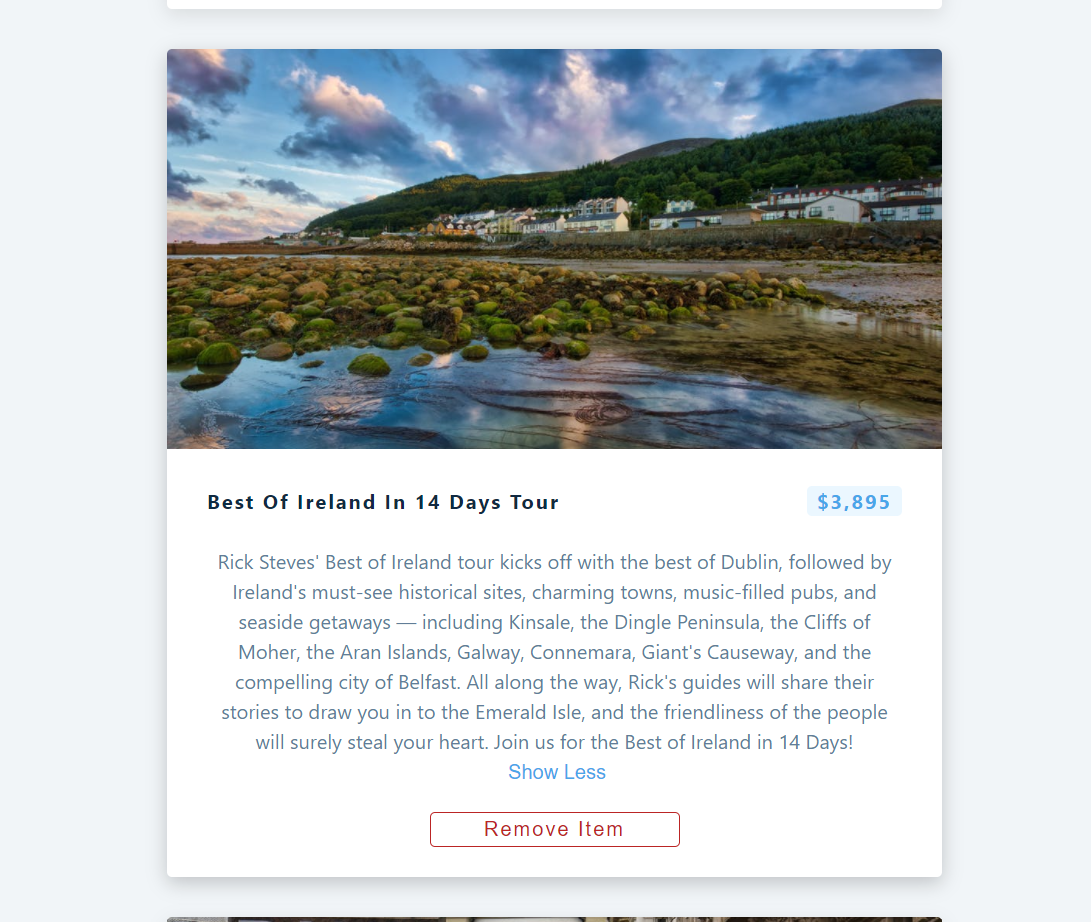 Best Of Ireland In 14 Days Tour
$3,895
Rick Steves' Best of Ireland tour kicks off with the best of Dublin, followed by
Ireland's must-see historical sites, charming towns, music-filled pubs, and
seaside getaways — including Kinsale, the Dingle Peninsula, the Cliffs of
Moher, the Aran Islands, Galway, Connemara, Giant's Causeway, and the
compelling city of Belfast. All along the way, Rick's guides will share their
stories to draw you in to the Emerald Isle, and the friendliness of the people
will surely steal your heart. Join us for the Best of Ireland in 14 Days!
Show Less
Remove Item